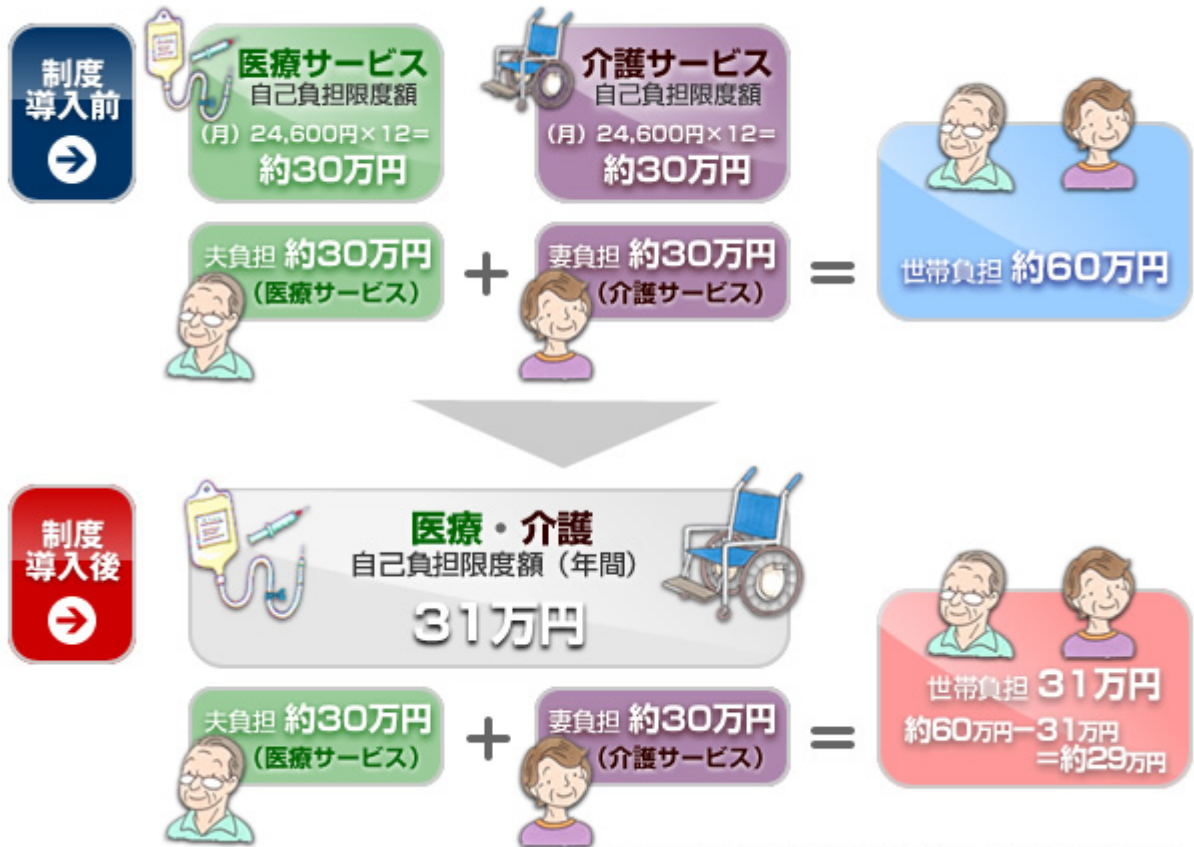 制度
導入前
医療サービス
自己負担限度額
(月) 24,600円×12=
約30万円
介護サービス
自己負担限度額
(月) 24,600円×12=
約30万円
夫負担 約30万円
(医療サービス)
+
妻負担 約30万円
(介護サービス)
=
世帯負担 約60万円
制度
導入後
医療・介護
自己負担限度額(年間)
31万円
夫負担 約30万円
(医療サービス)
+
妻負担 約30万円
(介護サービス)
=
世帯負担 31万円
約60万円-31万円
=約29万円